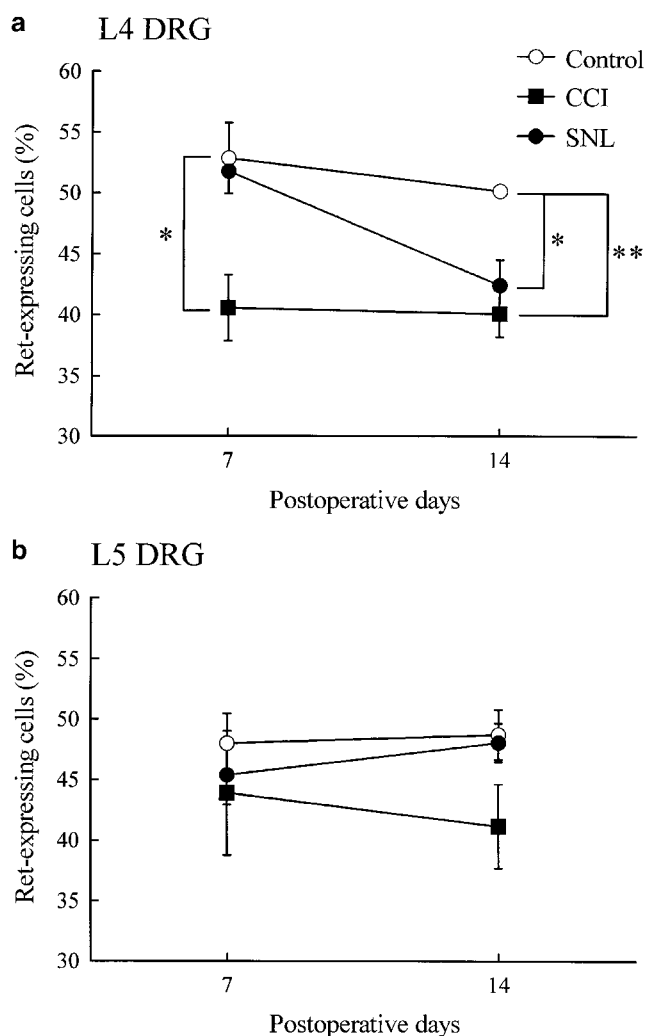 a
L4 DRG
Control
CCI
SNL
Ret-expressing cells (%)
60
55
50
45
40
35
30
*
*
**
7
14
Postoperative days
b
L5 DRG
Ret-expressing cells (%)
60
55
50
45
40
35
30
7
14
Postoperative days